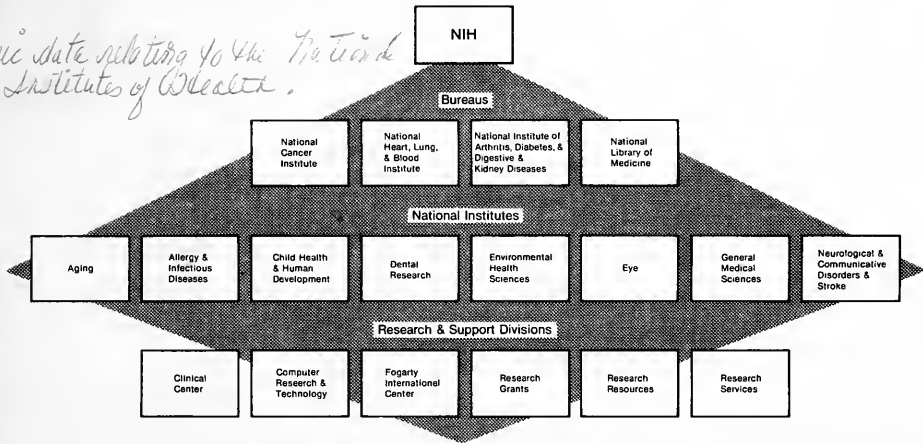 NIH
ic data relating to the National
Institutes of Health.
Bureaus
National
Cancer
Institute
National
Heart, Lung,
& Blood
Institute
National Institute of
Arthritis, Diabetes, &
Digestive &
Kidney Diseases
National
Library of
Medicine
National Institutes
Aging
Allergy &
Infectious
Diseases
Child Health
& Human
Development
Dental
Research
Environmental
Health
Sciences
Eye
General
Medical
Sciences
Neurological &
Communicative
Disorders &
Stroke
Research & Support Divisions
Clinical
Center
Computer
Research &
Technology
Fogarty
International
Center
Research
Grants
Research
Resources
Research
Services